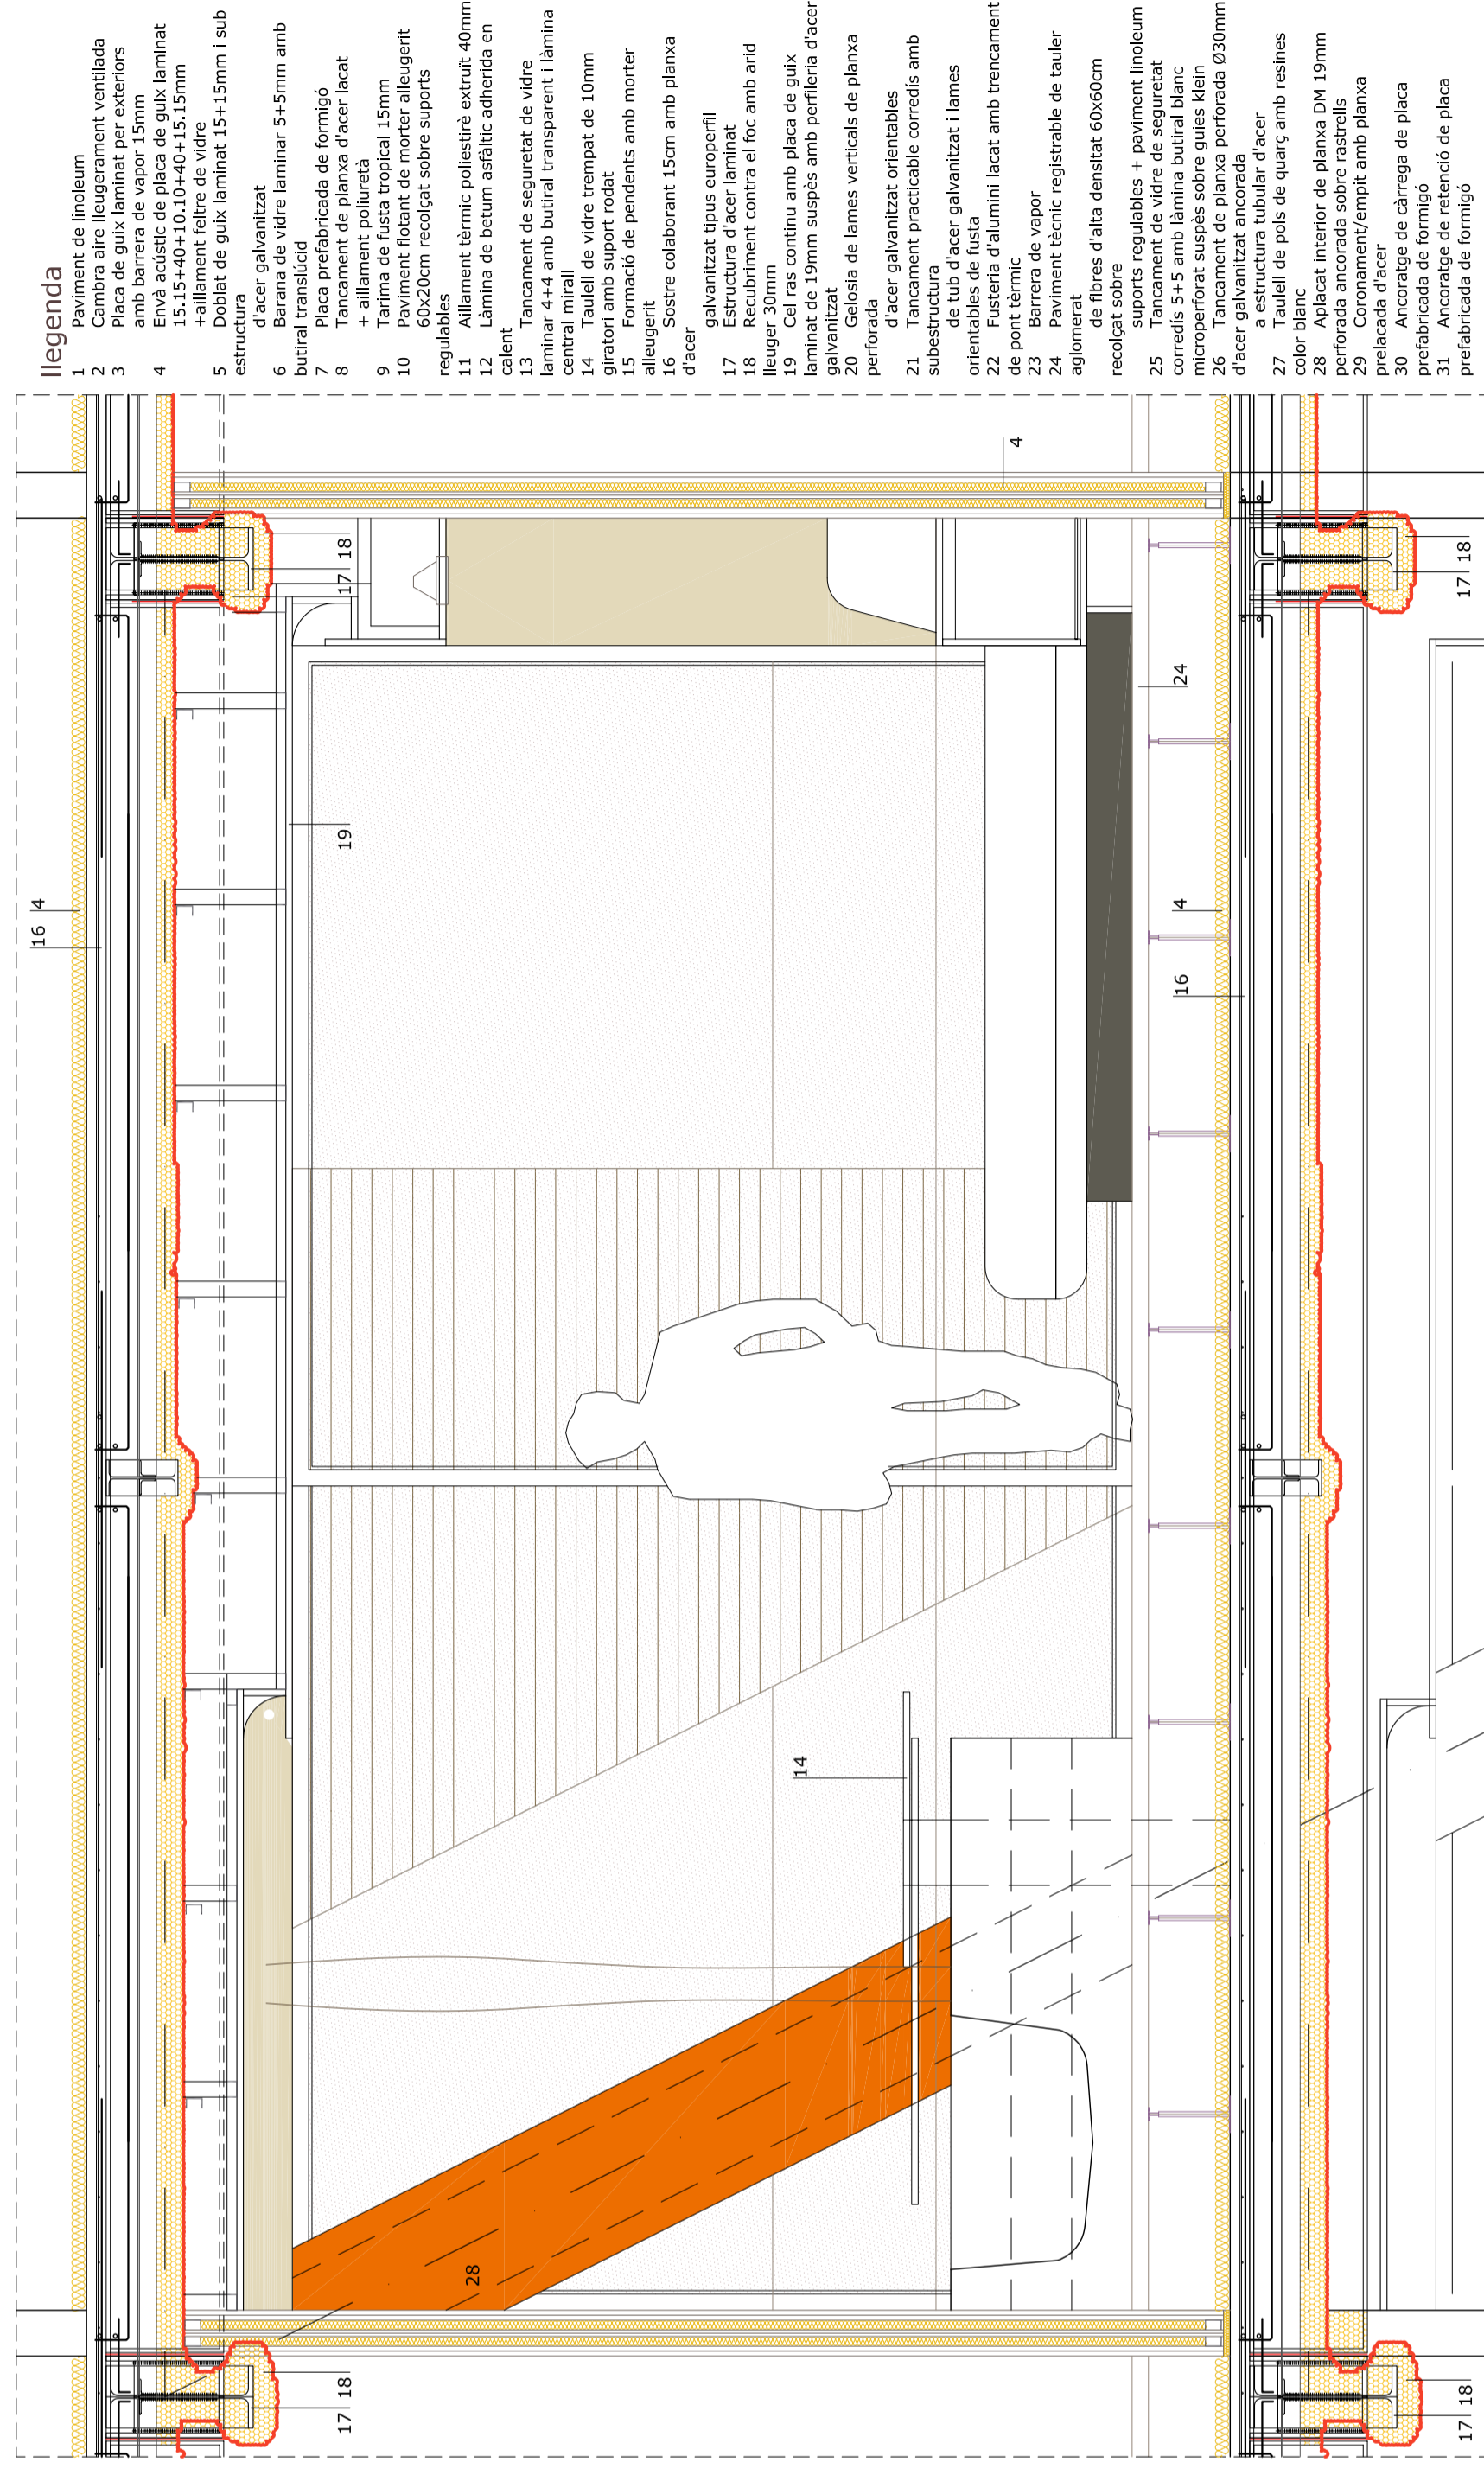 llegenda
1 Paviment de linoleum
2 Cambra aire lleugerament ventilada
3 Placa de guix laminat per exteriors
amb barrera de vapor 15mm
4 Envà acústic de placa de guix laminat
15.15+40+10.10+40+15.15mm
+aillament feltre de vidre
5 Doblat de guix laminat 15+15mm i sub
estructura
d'acer galvanitzat
6 Barana de vidre laminar 5+5mm amb
butiral translúcid
7 Placa prefabricada de formigó
8 Tancament de planxa d'acer lacat
+ aillament poliuretà
9 Tarima de fusta tropical 15mm
10 Paviment flotant de morter alleugerit
60x20cm recolçat sobre suports
regulables
11 Aïllament tèrmic poliestirè extruït 40mm
12 Làmina de betum asfàltic adherida en
calent
13 Tancament de seguretat de vidre
laminar 4+4 amb butiral transparent i làmina
central mirall
14 Taulell de vidre trempat de 10mm
giratori amb suport rodat
15 Formació de pendents amb morter
alleugerit
16 Sostre colaborant 15cm amb planxa
d'acer
galvanitzat tipus europerfil
17 Estructura d'acer laminat
18 Recubriment contra el foc amb arid
lleuger 30mm
19 Cel ras continu amb placa de guix
laminat de 19mm suspès amb perfileria d'acer
galvanitzat
20 Gelosia de lames verticals de planxa
perforada
d'acer galvanitzat orientables
21 Tancament practicable corredís amb
subestructura
de tub d'acer galvanitzat i lames
orientables de fusta
22 Fusteria d'alumini lacat amb trencament
de pont tèrmic
23 Barrera de vapor
24 Paviment tècnic registrable de tauler
aglomerat
de fibres d'alta densitat 60x60cm
recolçat sobre
supports regulables + paviment linoleum
25 Tancament de vidre de seguretat
corredís 5+5 amb làmina butiral blanc
microperforat suspés sobre guies klein
26 Tancament de planxa perforada Ø30mm
d'acer galvanitzat ancorada
a estructura tubular d'acer
27 Taulell de pols de quarç amb resines
color blanc
28 Aplacat interior de planxa DM 19mm
perforada ancorada sobre rastrells
29 Coronament/empit amb planxa
prelacada d'acer
30 Ancoratge de càrrega de placa
prefabricada de formigó
31 Ancoratge de retenció de placa
prefabricada de formigó
16 4
4
17 18
19
24
4
16
14
28
17 18
17 18
17 18